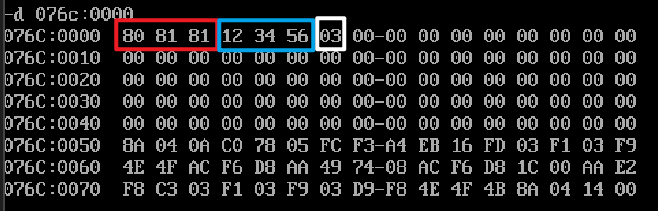 -d 076c:0000
076C:0000 80 81 81 12 34 56 03 00-00 00 00 00 00 00 00 00
076C:0010 00 00 00 00 00 00 00 00-00 00 00 00 00 00 00 00
076C:0020 00 00 00 00 00 00 00 00-00 00 00 00 00 00 00 00
076C:0030 00 00 00 00 00 00 00 00-00 00 00 00 00 00 00 00
076C:0040 00 00 00 00 00 00 00 00-00 00 00 00 00 00 00 00
076C:0050 8A 04 0A C0 78 05 FC F3-A4 EB 16 FD 03 F1 03 F9
076C:0060 4E 4F AC F6 D8 AA 49 74-08 AC F6 D8 1C 00 AA E2
076C:0070 F8 C3 03 F1 03 F9 03 D9-F8 4E 4F 4B 8A 04 14 00